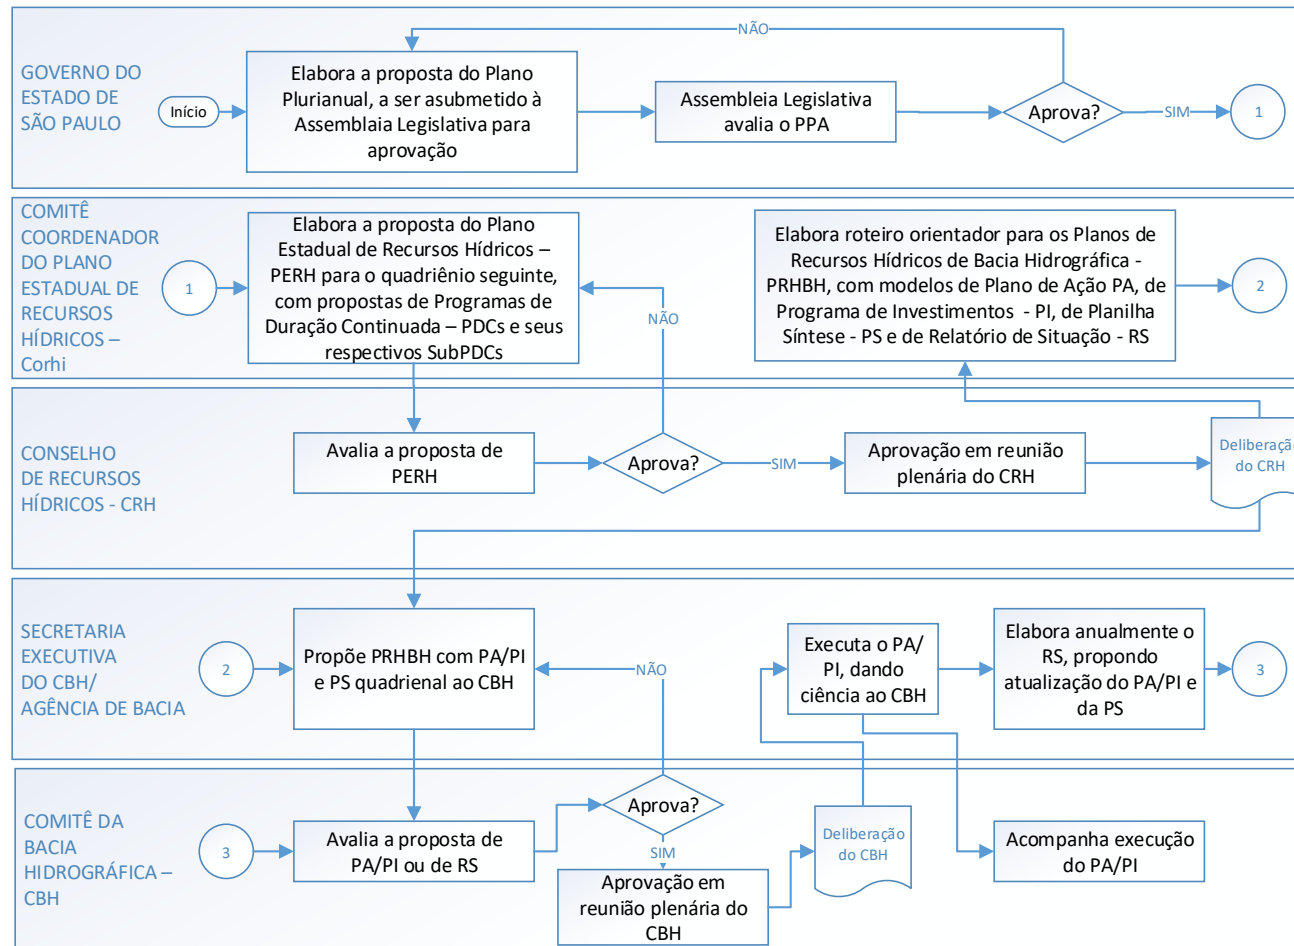 GOVERNO DO
ESTADO DE
SÃO PAULO
Início
Elabora a proposta do Plano
Plurianual, a ser asubmetido à
Assemblaia Legislativa para
aprovação
Assembleia Legislativa
avalia o PPA
NÃO
Aprova?
SIM
1
COMITÊ
COORDENADOR
DO PLANO
ESTADUAL DE
RECURSOS
HÍDRICOS –
Corhi
1
Elabora a proposta do Plano
Estadual de Recursos Hídricos –
PERH para o quadriênio seguinte,
com propostas de Programas de
Duração Continuada – PDCs e seus
respectivos SubPDCs
NÃO
Elabora roteiro orientador para os Planos de
Recursos Hídricos de Bacia Hidrográfica -
PRHBH, com modelos de Plano de Ação PA, de
Programa de Investimentos - PI, de Planilha
Síntese - PS e de Relatório de Situação - RS
2
CONSELHO
DE RECURSOS
HÍDRICOS - CRH
Avalia a proposta de
PERH
Aprova?
SIM
Aprovação em reunião
plenária do CRH
Deliberação
do CRH
SECRETARIA
EXECUTIVA
DO CBH/
AGÊNCIA DE BACIA
2
Propõe PRHBH com PA/PI
e PS quadrienal ao CBH
NÃO
Executa o PA/
PI, dando
ciência ao CBH
Elabora anualmente o
RS, propondo
atualização do PA/PI e
da PS
3
COMITÊ DA
BACIA
HIDROGRÁFICA –
CBH
3
Avalia a proposta de
PA/PI ou de RS
Aprova?
SIM
Aprovação em
reunião plenária do
CBH
Deliberação
do CBH
Acompanha execução
do PA/PI